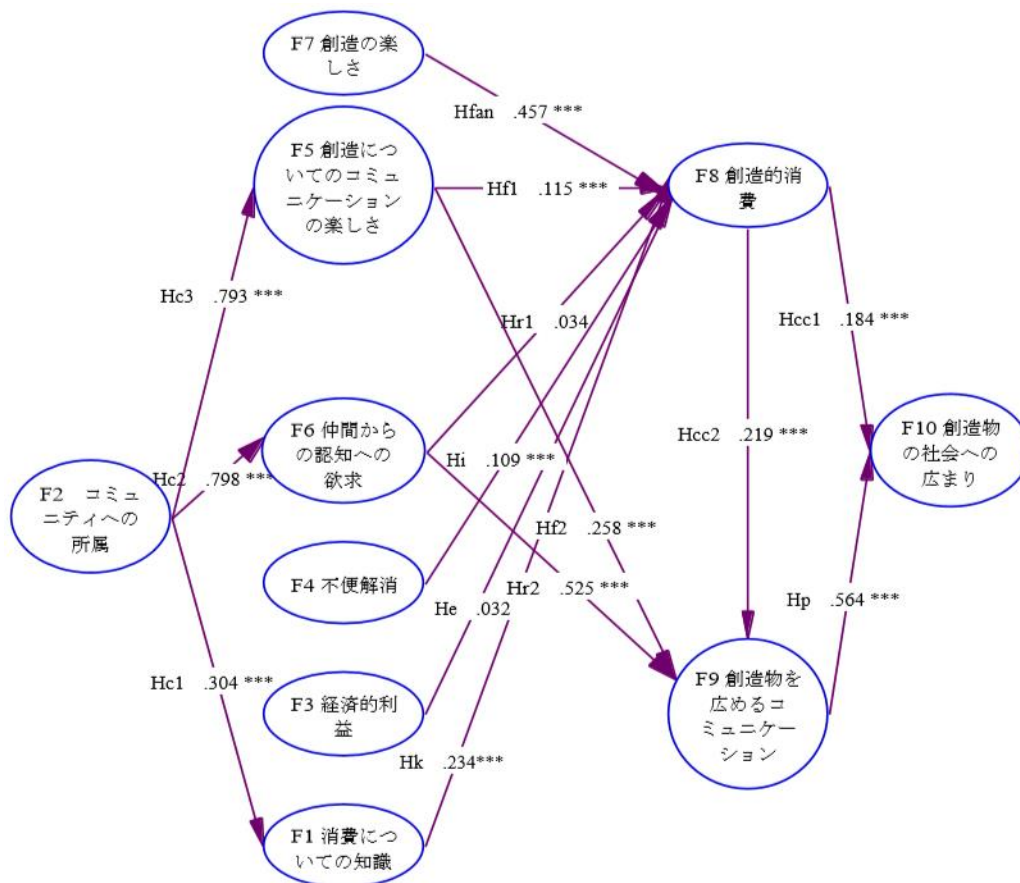 F7 創造の楽
しさ
Hfan .457 ***
F5 創造につ
いてのコミュ
ニケーション
の楽しさ
Hf1 .115 ***
F8 創造的消
費
Hc3 .793 ***
Hr1 .034
Hcc1 .184 ***
F6 仲間から
の認知への
欲求
Hcc2 .219 ***
F10 創造物
の社会への
広まり
Hc2 .798 ***
Hi .109 ***
F2 コミュ
ニティへの
所属
Hf2 .258 ***
F4 不便解消
Hr2 .525 ***
He .032
Hp .564 ***
Hc1 .304 ***
F3 経済的利
益
F9 創造物を
広めるコ
ミュニケー
ション
Hk .234***
F1 消費につ
いての知識